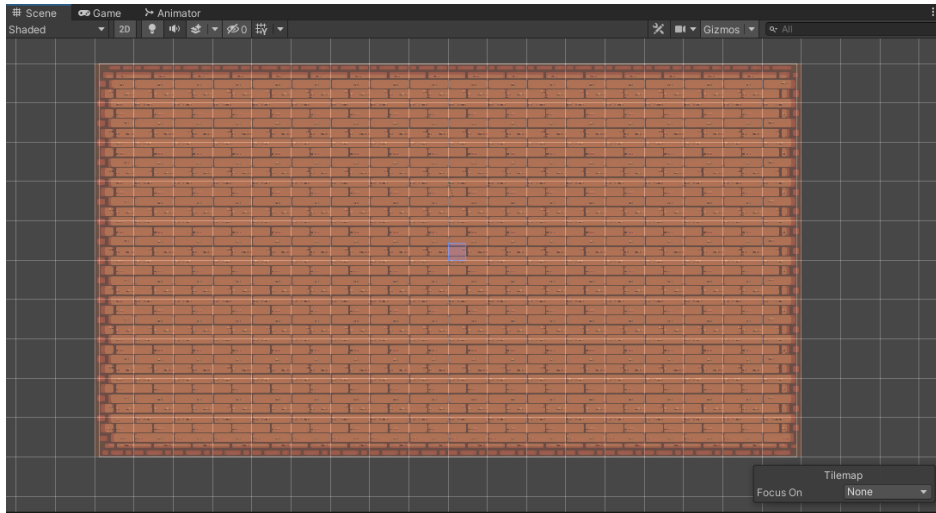 Scene Game Animator
Shaded 2D 0 Gizmos All
Tilemap
Focus On None